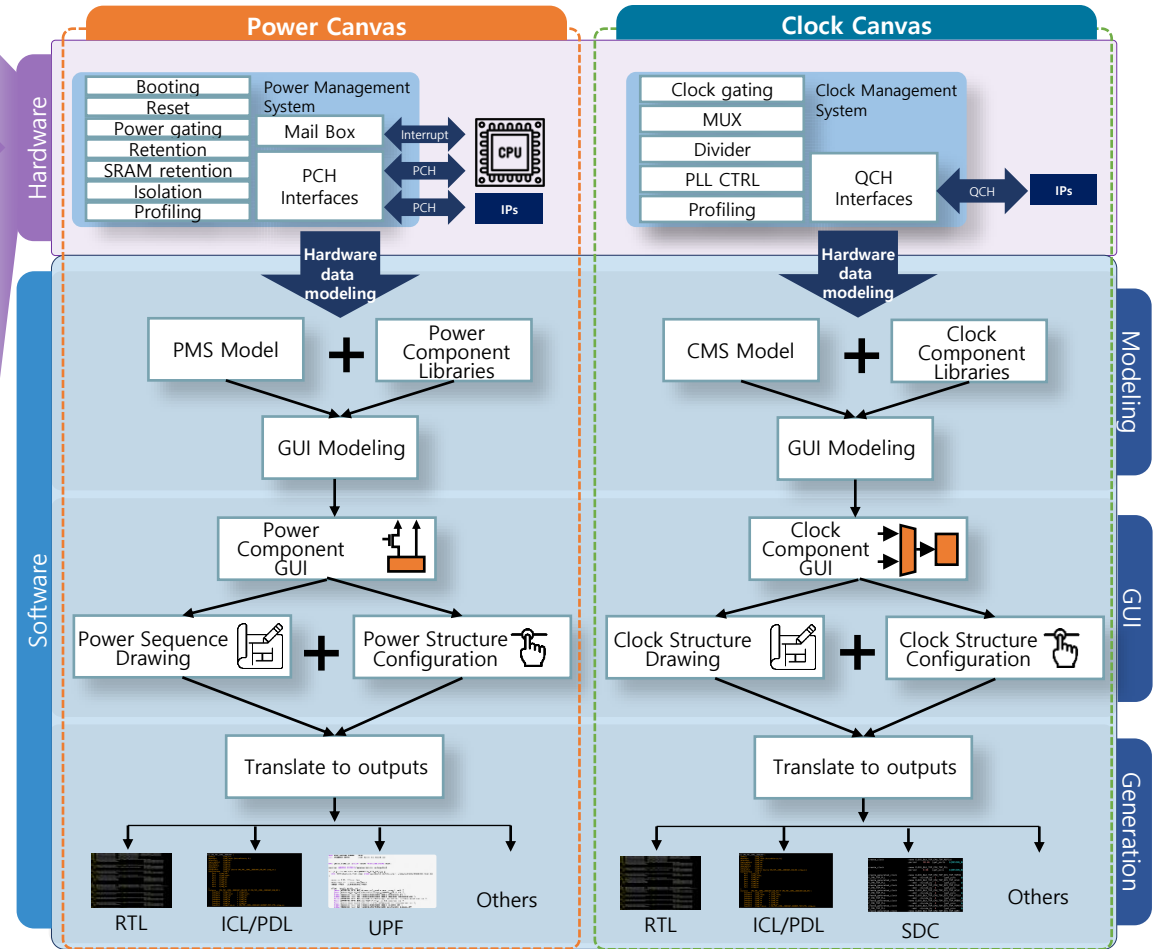 Power Canvas
Clock Canvas
Hardware
Booting
Reset
Power gating
Retention
SRAM retention
Isolation
Profiling
Power Management
System
Mail Box
PCH
Interfaces
Interrupt
PCH
PCH
CPU
IPs
Clock gating
MUX
Divider
PLL CTRL
Profiling
Clock Management
System
QCH
Interfaces
QCH
IPs
Hardware
data
modeling
Hardware
data
modeling
Software
Modeling
PMS Model
Power
Component
Libraries
GUI Modeling
CMS Model
Clock
Component
Libraries
GUI Modeling
GUI
Power
Component
GUI
Power Sequence
Drawing
Power Structure
Configuration
Clock
Component
GUI
Clock Structure
Drawing
Clock Structure
Configuration
Generation
Translate to outputs
RTL
ICL/PDL
UPF
Others
Translate to outputs
RTL
ICL/PDL
SDC
Others